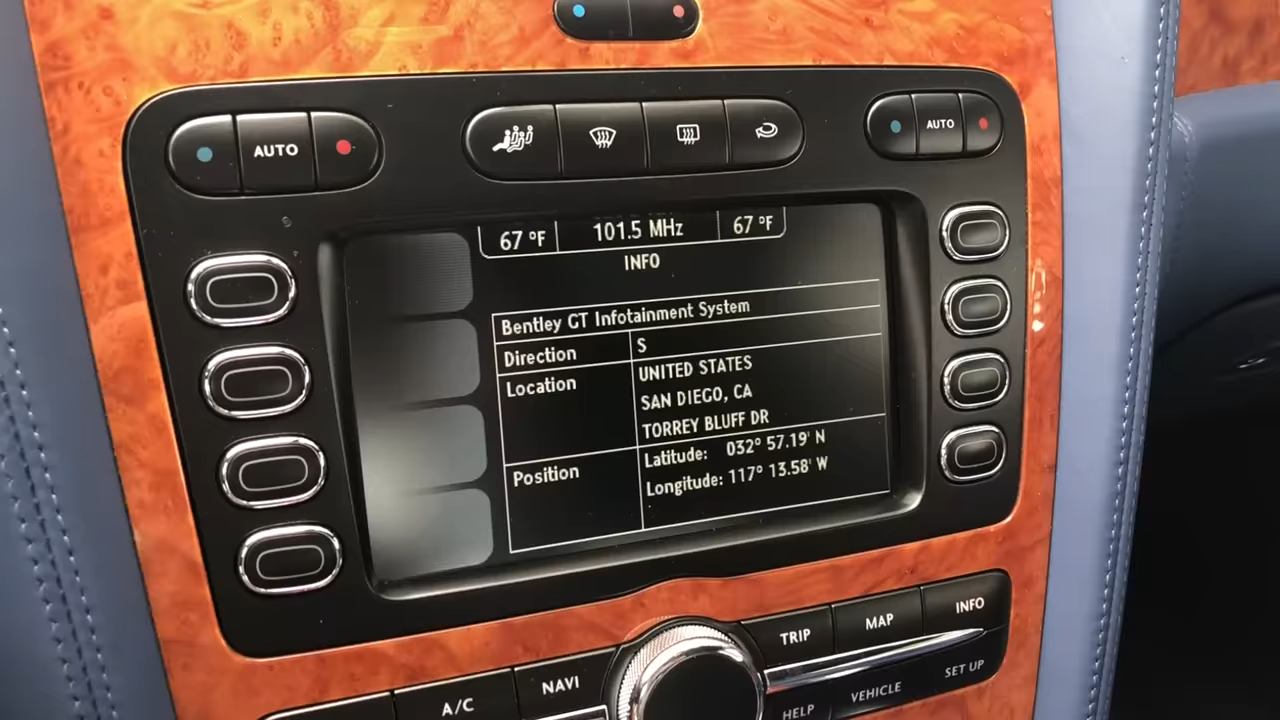 AUTO
AUTO
67 °F
101.5 MHz
67 °F
INFO
Bentley GT Infotainment System
Direction
S
Location
UNITED STATES
SAN DIEGO, CA
TORREY BLUFF DR
Position
Latitude: 032° 57.19' N
Longitude: 117° 13.58' W
TRIP
MAP
INFO
A/C
NAVI
HELP
VEHICLE
SET UP